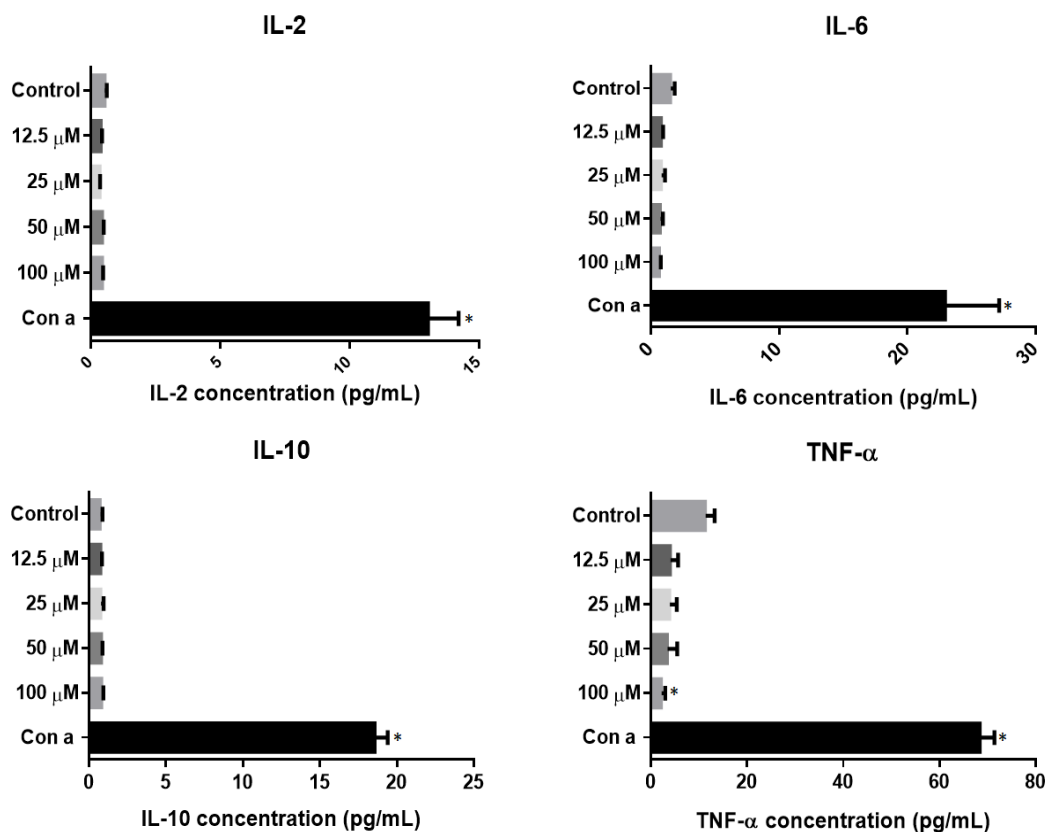 IL-2
Control
12.5 μM
25 μM
50 μM
100 μM
Con a
*
0
5
10
15
IL-2 concentration (pg/mL)
IL-6
Control
12.5 μM
25 μM
50 μM
100 μM
Con a
*
0
10
20
30
IL-6 concentration (pg/mL)
IL-10
Control
12.5 μM
25 μM
50 μM
100 μM
Con a
*
0
5
10
15
20
25
IL-10 concentration (pg/mL)
TNF-α
Control
12.5 μM
25 μM
50 μM
100 μM
*
Con a
*
0
20
40
60
80
TNF-α concentration (pg/mL)